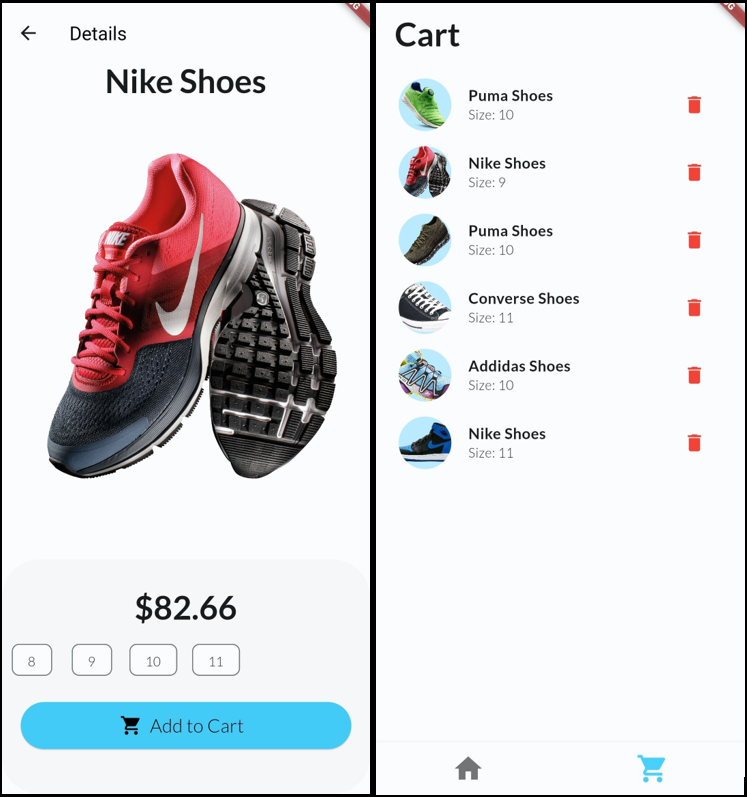 Details
Nike Shoes
NIKE
$82.66
8
9
10
11
Add to Cart
Cart
Puma Shoes
Size: 10
Nike Shoes
Size: 9
Puma Shoes
Size: 10
Converse Shoes
Size: 11
Addidas Shoes
Size: 10
Nike Shoes
Size: 11